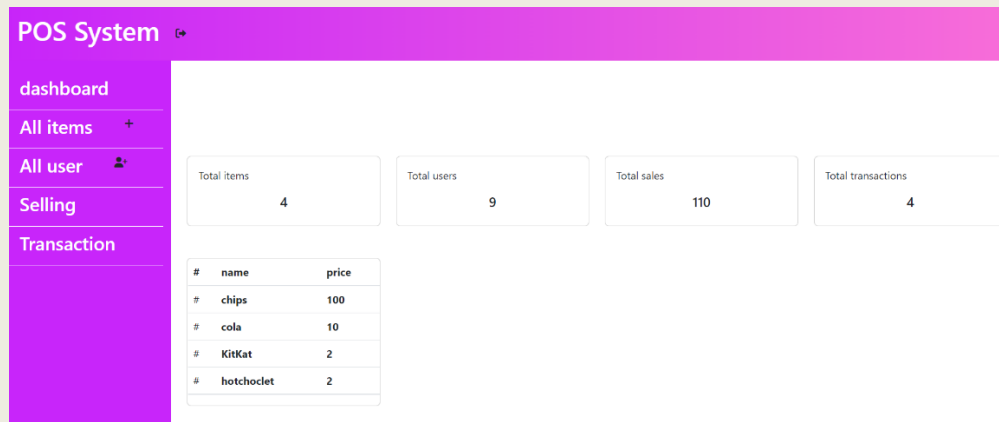 POS System
dashboard
All items +
All user
Selling
Transaction
Total items
4
Total users
9
Total sales
110
Total transactions
4
# name price
# chips 100
# cola 10
# KitKat 2
# hotchoclet 2